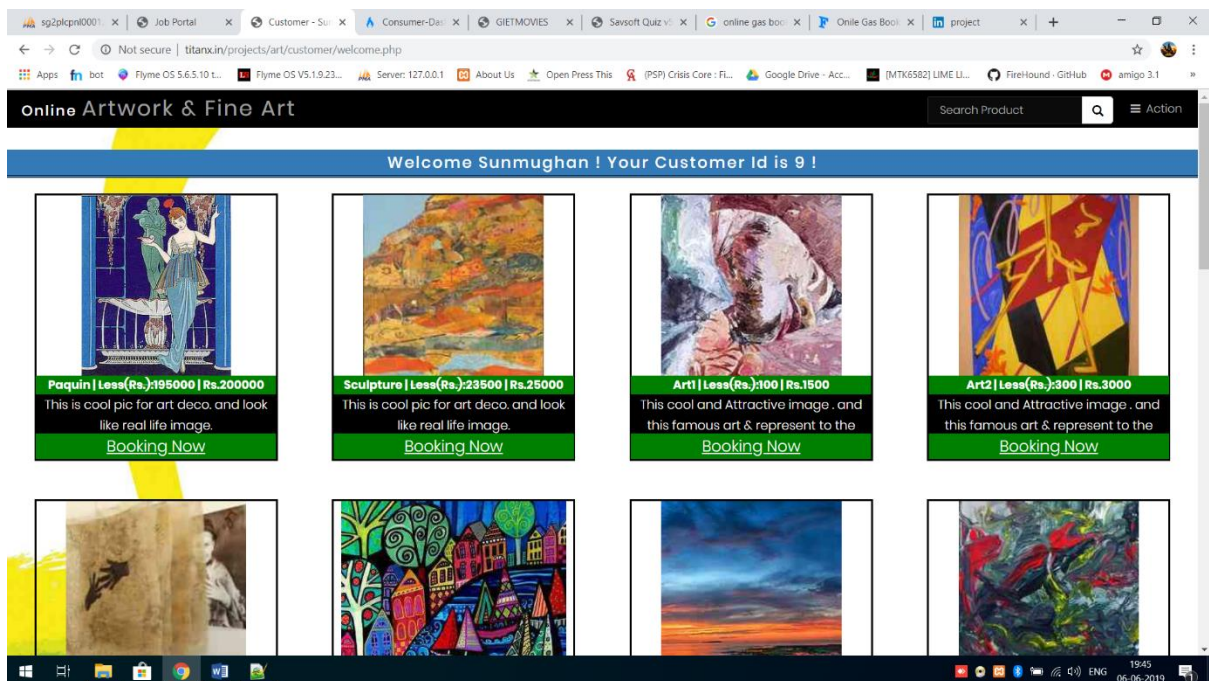 sg2plcpnl0001.
Job Portal
Customer - Sun
Consumer-Das
GIETMOVIES
Savsoft Quiz v5
online gas boo
Onile Gas Book
project
Not secure | titanx.in/projects/art/customer/welcome.php
Apps
bot
Flyme OS 5.6.5.10 t...
Flyme OS V5.1.9.23...
Server: 127.0.0.1
About Us
Open Press This
(PSP) Crisis Core : Fi...
Google Drive - Acc...
[MTK6582] LIME LI...
FireHound · GitHub
amigo 3.1
Online Artwork & Fine Art
Search Product
Action
Welcome Sunmughan ! Your Customer Id is 9 !
Paquin | Less(Rs.):195000 | Rs.200000
This is cool pic for art deco. and look
like real life image.
Booking Now
Sculpture | Less(Rs.):23500 | Rs.25000
This is cool pic for art deco. and look
like real life image.
Booking Now
Art1 | Less(Rs.):100 | Rs.1500
This cool and Attractive image . and
this famous art & represent to the
Booking Now
Art2 | Less(Rs.):300 | Rs.3000
This cool and Attractive image . and
this famous art & represent to the
Booking Now
ENG
19:45
06-06-2019